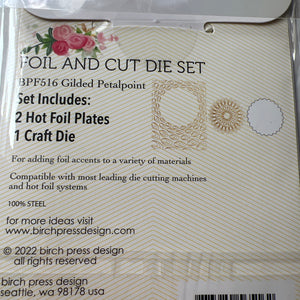 FOIL AND CUT DIE SET
BPF516 Gilded Petalpoint
Set Includes:
2 Hot Foil Plates
1 Craft Die
For adding foil accents to a variety of materials
Compatible with most leading die cutting machines
and hot foil systems
100% STEEL
for more ideas visit
www.birchpressdesign.com
© 2022 birch press design
all rights reserved
birch press design
seattle, wa 98178 usa